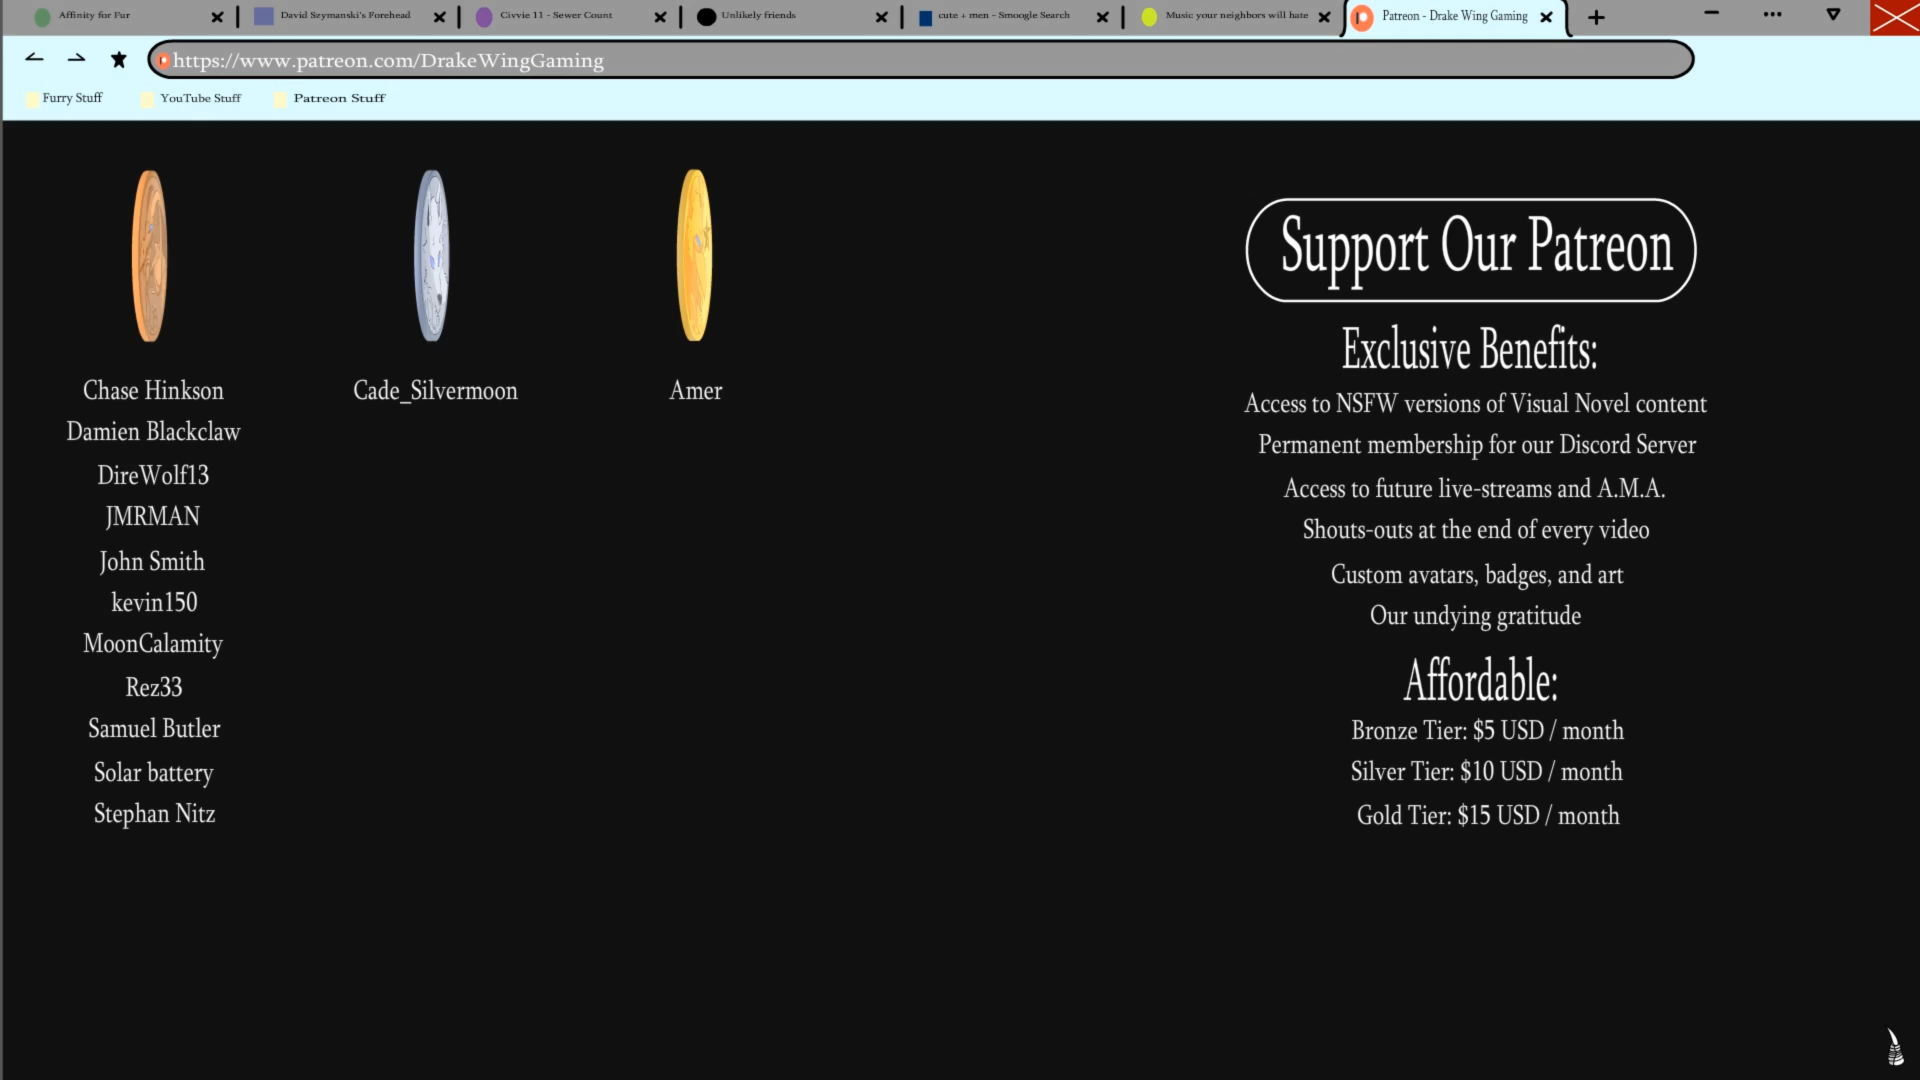 Affinity for Fur
David Szymanski's Forehead
Civvie 11 - Sewer Count
Unlikely friends
cute + men - Smoogle Search
Music your neighbors will hate
Patreon - Drake Wing Gaming
https://www.patreon.com/DrakeWingGaming
Furry Stuff
YouTube Stuff
Patreon Stuff
Chase Hinkson
Damien Blackclaw
DireWolf13
JMRMAN
John Smith
kevin150
MoonCalamity
Rez33
Samuel Butler
Solar battery
Stephan Nitz
Cade_Silvermoon
Amer
Support Our Patreon
Exclusive Benefits:
Access to NSFW versions of Visual Novel content
Permanent membership for our Discord Server
Access to future live-streams and A.M.A.
Shouts-outs at the end of every video
Custom avatars, badges, and art
Our undying gratitude
Affordable:
Bronze Tier: $5 USD / month
Silver Tier: $10 USD / month
Gold Tier: $15 USD / month